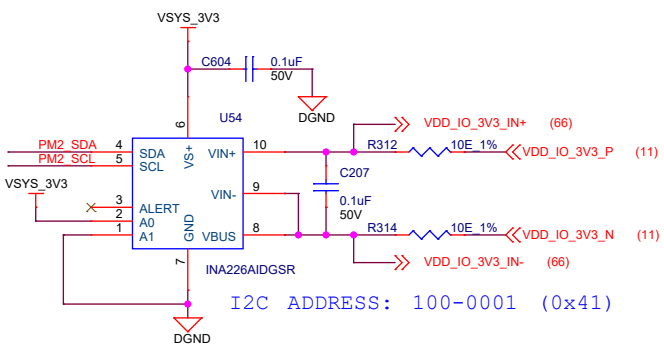 VSYS_3V3
C604 0.1uF
50V
DGND
U54
6
VS+
VDD_IO_3V3_IN+ (66)
PM2_SDA 4 SDA VIN+ 10 R312 10E_1% VDD_IO_3V3_P (11)
PM2_SCL 5 SCL
VSYS_3V3
VIN- 9
C207
0.1uF
50V
3 ALERT
2 A0
1 A1
GND
7
VBUS 8 R314 10E_1% VDD_IO_3V3_N (11)
VDD_IO_3V3_IN- (66)
INA226AIDGSR
I2C ADDRESS: 100-0001 (0x41)
DGND